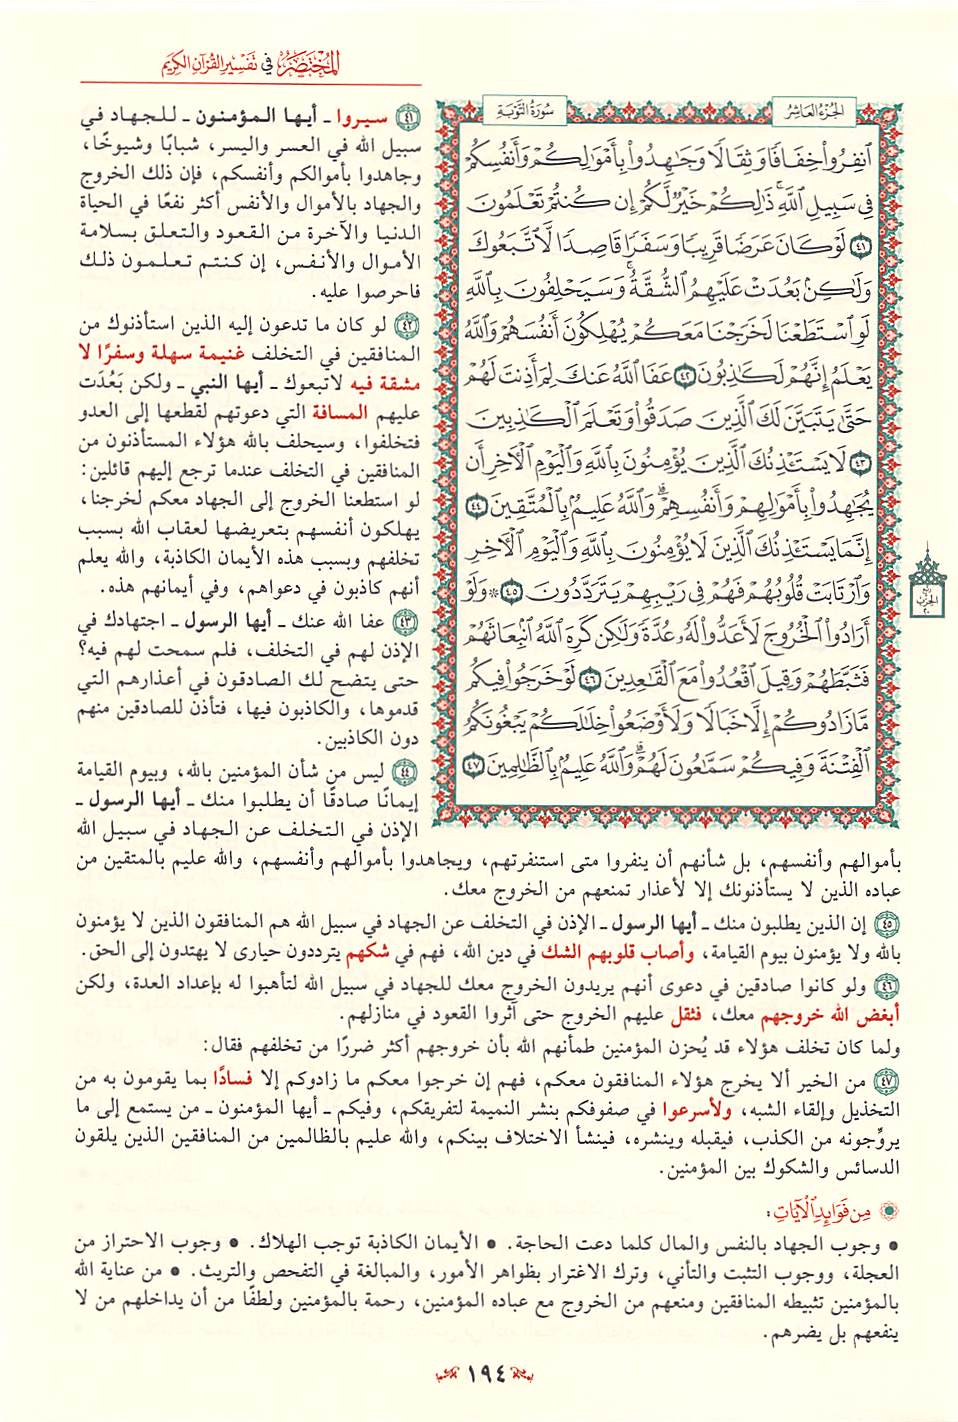 المختصر في تفسير القرآن الكريم
الجزء العاشر
سورة التوبة
ٱنفِرُواْ خِفَافٗا وَثِقَالٗا وَجَٰهِدُواْ بِأَمۡوَٰلِكُمۡ وَأَنفُسِكُمۡ
فِي سَبِيلِ ٱللَّهِۚ ذَٰلِكُمۡ خَيۡرٞ لَّكُمۡ إِن كُنتُمۡ تَعۡلَمُونَ
٤١ لَوۡ كَانَ عَرَضٗا قَرِيبٗا وَسَفَرٗا قَاصِدٗا لَّٱتَّبَعُوكَ
وَلَٰكِنۢ بَعُدَتۡ عَلَيۡهِمُ ٱلشُّقَّةُۚ وَسَيَحۡلِفُونَ بِٱللَّهِ
لَوِ ٱسۡتَطَعۡنَا لَخَرَجۡنَا مَعَكُمۡ يُهۡلِكُونَ أَنفُسَهُمۡ وَٱللَّهُ
يَعۡلَمُ إِنَّهُمۡ لَكَٰذِبُونَ ٤٢ عَفَا ٱللَّهُ عَنكَ لِمَ أَذِنتَ لَهُمۡ
حَتَّىٰ يَتَبَيَّنَ لَكَ ٱلَّذِينَ صَدَقُواْ وَتَعۡلَمَ ٱلۡكَٰذِبِينَ
٤٣ لَا يَسۡتَـٔۡذِنُكَ ٱلَّذِينَ يُؤۡمِنُونَ بِٱللَّهِ وَٱلۡيَوۡمِ ٱلۡأٓخِرِ أَن
يُجَٰهِدُواْ بِأَمۡوَٰلِهِمۡ وَأَنفُسِهِمۡۗ وَٱللَّهُ عَلِيمُۢ بِٱلۡمُتَّقِينَ ٤٤
إِنَّمَا يَسۡتَـٔۡذِنُكَ ٱلَّذِينَ لَا يُؤۡمِنُونَ بِٱللَّهِ وَٱلۡيَوۡمِ ٱلۡأٓخِرِ
وَٱرۡتَابَتۡ قُلُوبُهُمۡ فَهُمۡ فِي رَيۡبِهِمۡ يَتَرَدَّدُونَ ٤٥ ۞ وَلَوۡ
أَرَادُواْ ٱلۡخُرُوجَ لَأَعَدُّواْ لَهُۥ عُدَّةٗ وَلَٰكِن كَرِهَ ٱللَّهُ ٱنۢبِعَاثَهُمۡ
فَثَبَّطَهُمۡ وَقِيلَ ٱقۡعُدُواْ مَعَ ٱلۡقَٰعِدِينَ ٤٦ لَوۡ خَرَجُواْ فِيكُم
مَّا زَادُوكُمۡ إِلَّا خَبَالٗا وَلَأَوۡضَعُواْ خِلَٰلَكُمۡ يَبۡغُونَكُمُ
ٱلۡفِتۡنَةَ وَفِيكُمۡ سَمَّٰعُونَ لَهُمۡۗ وَٱللَّهُ عَلِيمُۢ بِٱلظَّٰلِمِينَ ٤٧
ربع
الحزب
٢٠
٤١ سيروا ـ أيها المؤمنون ـ للجهاد في
سبيل الله في العسر واليسر، شبابًا وشيوخًا،
وجاهدوا بأموالكم وأنفسكم، فإن ذلك الخروج
والجهاد بالأموال والأنفس أكثر نفعًا في الحياة
الدنيا والآخرة من القعود والتعلق بسلامة
الأموال والأنفس، إن كنتم تعلمون ذلك
فاحرصوا عليه.
٤٢ لو كان ما تدعون إليه الذين استأذنوك من
المنافقين في التخلف غنيمة سهلة وسفرًا لا
مشقة فيه لاتبعوك ـ أيها النبي ـ ولكن بَعُدَت
عليهم المسافة التي دعوتهم لقطعها إلى العدو
فتخلفوا، وسيحلف بالله هؤلاء المستأذنون من
المنافقين في التخلف عندما ترجع إليهم قائلين:
لو استطعنا الخروج إلى الجهاد معكم لخرجنا،
يهلكون أنفسهم بتعريضها لعقاب الله بسبب
تخلفهم وبسبب هذه الأيمان الكاذبة، والله يعلم
أنهم كاذبون في دعواهم، وفي أيمانهم هذه.
٤٣ عفا الله عنك ـ أيها الرسول ـ اجتهادك في
الإذن لهم في التخلف، فلم سمحت لهم فيه؟
حتى يتضح لك الصادقون في أعذارهم التي
قدموها، والكاذبون فيها، فتأذن للصادقين منهم
دون الكاذبين.
٤٤ ليس من شأن المؤمنين بالله، وبيوم القيامة
إيمانًا صادقًا أن يطلبوا منك ـ أيها الرسول ـ
الإذن في التخلف عن الجهاد في سبيل الله
بأموالهم وأنفسهم، بل شأنهم أن ينفروا متى استنفرتهم، ويجاهدوا بأموالهم وأنفسهم، والله عليم بالمتقين من
عباده الذين لا يستأذنونك إلا لأعذار تمنعهم من الخروج معك.
٤٥ إن الذين يطلبون منك ـ أيها الرسول ـ الإذن في التخلف عن الجهاد في سبيل الله هم المنافقون الذين لا يؤمنون
بالله ولا يؤمنون بيوم القيامة، وأصاب قلوبهم الشك في دين الله، فهم في شكهم يترددون حيارى لا يهتدون إلى الحق.
٤٦ ولو كانوا صادقين في دعوى أنهم يريدون الخروج معك للجهاد في سبيل الله لتأهبوا له بإعداد العدة، ولكن
أبغض الله خروجهم معك، فثقل عليهم الخروج حتى آثروا القعود في منازلهم.
ولما كان تخلف هؤلاء قد يُحزن المؤمنين طمأنهم الله بأن خروجهم أكثر ضررًا من تخلفهم فقال:
٤٧ من الخير ألا يخرج هؤلاء المنافقون معكم، فهم إن خرجوا معكم ما زادوكم إلا فسادًا بما يقومون به من
التخذيل وإلقاء الشبه، ولأسرعوا في صفوفكم بنشر النميمة لتفريقكم، وفيكم ـ أيها المؤمنون ـ من يستمع إلى ما
يروِّجونه من الكذب، فيقبله وينشره، فينشأ الاختلاف بينكم، والله عليم بالظالمين من المنافقين الذين يلقون
الدسائس والشكوك بين المؤمنين.
مِن فَوَائِدِ الآيَاتِ:
• وجوب الجهاد بالنفس والمال كلما دعت الحاجة. • الأيمان الكاذبة توجب الهلاك. • وجوب الاحتراز من
العجلة، ووجوب التثبت والتأني، وترك الاغترار بظواهر الأمور، والمبالغة في التفحص والتريث. • من عناية الله
بالمؤمنين تثبيطه المنافقين ومنعهم من الخروج مع عباده المؤمنين، رحمة بالمؤمنين ولطفًا من أن يداخلهم من لا
ينفعهم بل يضرهم.
١٩٤